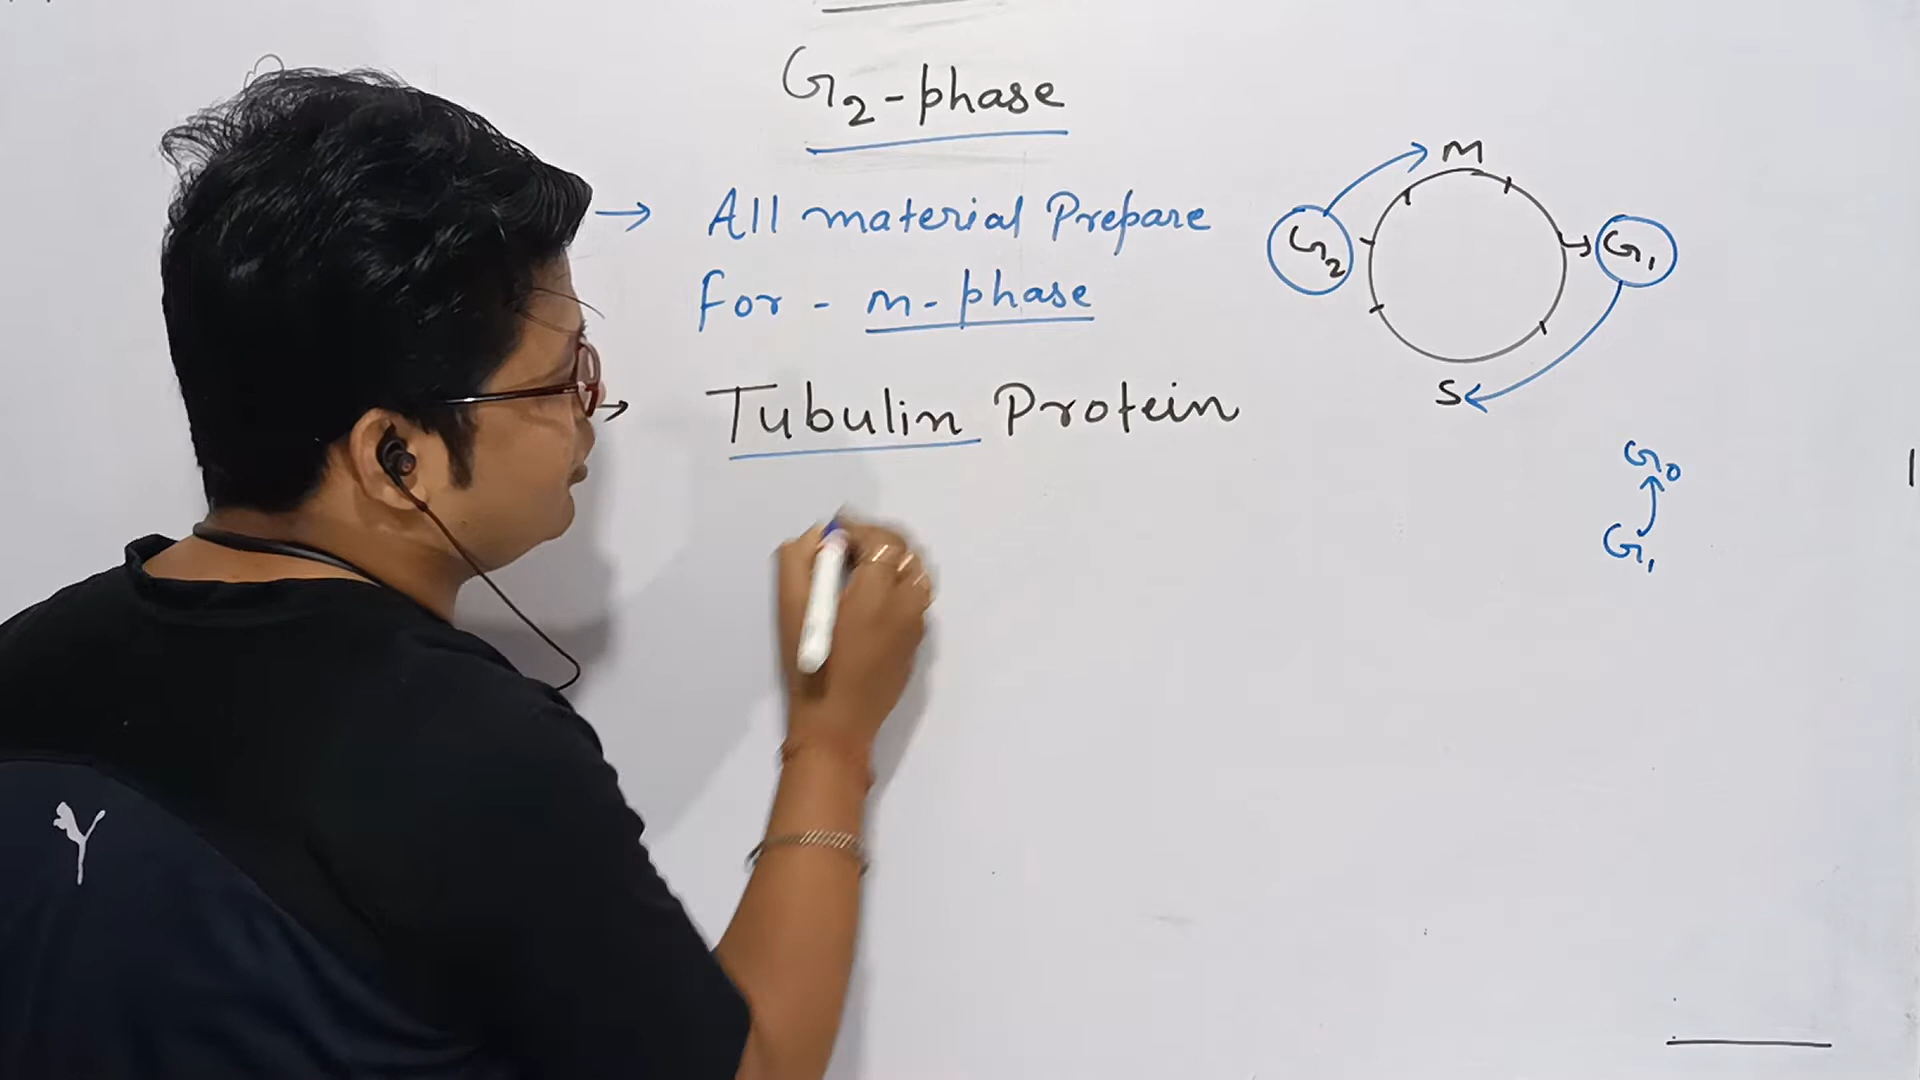 G2-phase
→ All material Prepare
For - m-phase
→ Tubulin Protein
M
G2
G1
S
G0
G1